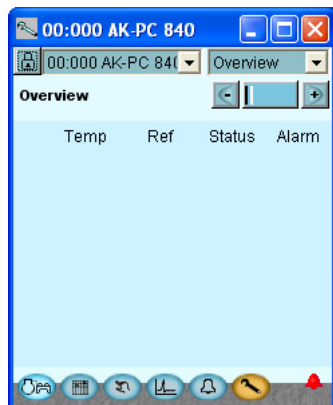 00:000 AK-PC 840
00:000 AK-PC 84( Overview
Overview
Temp Ref Status Alarm